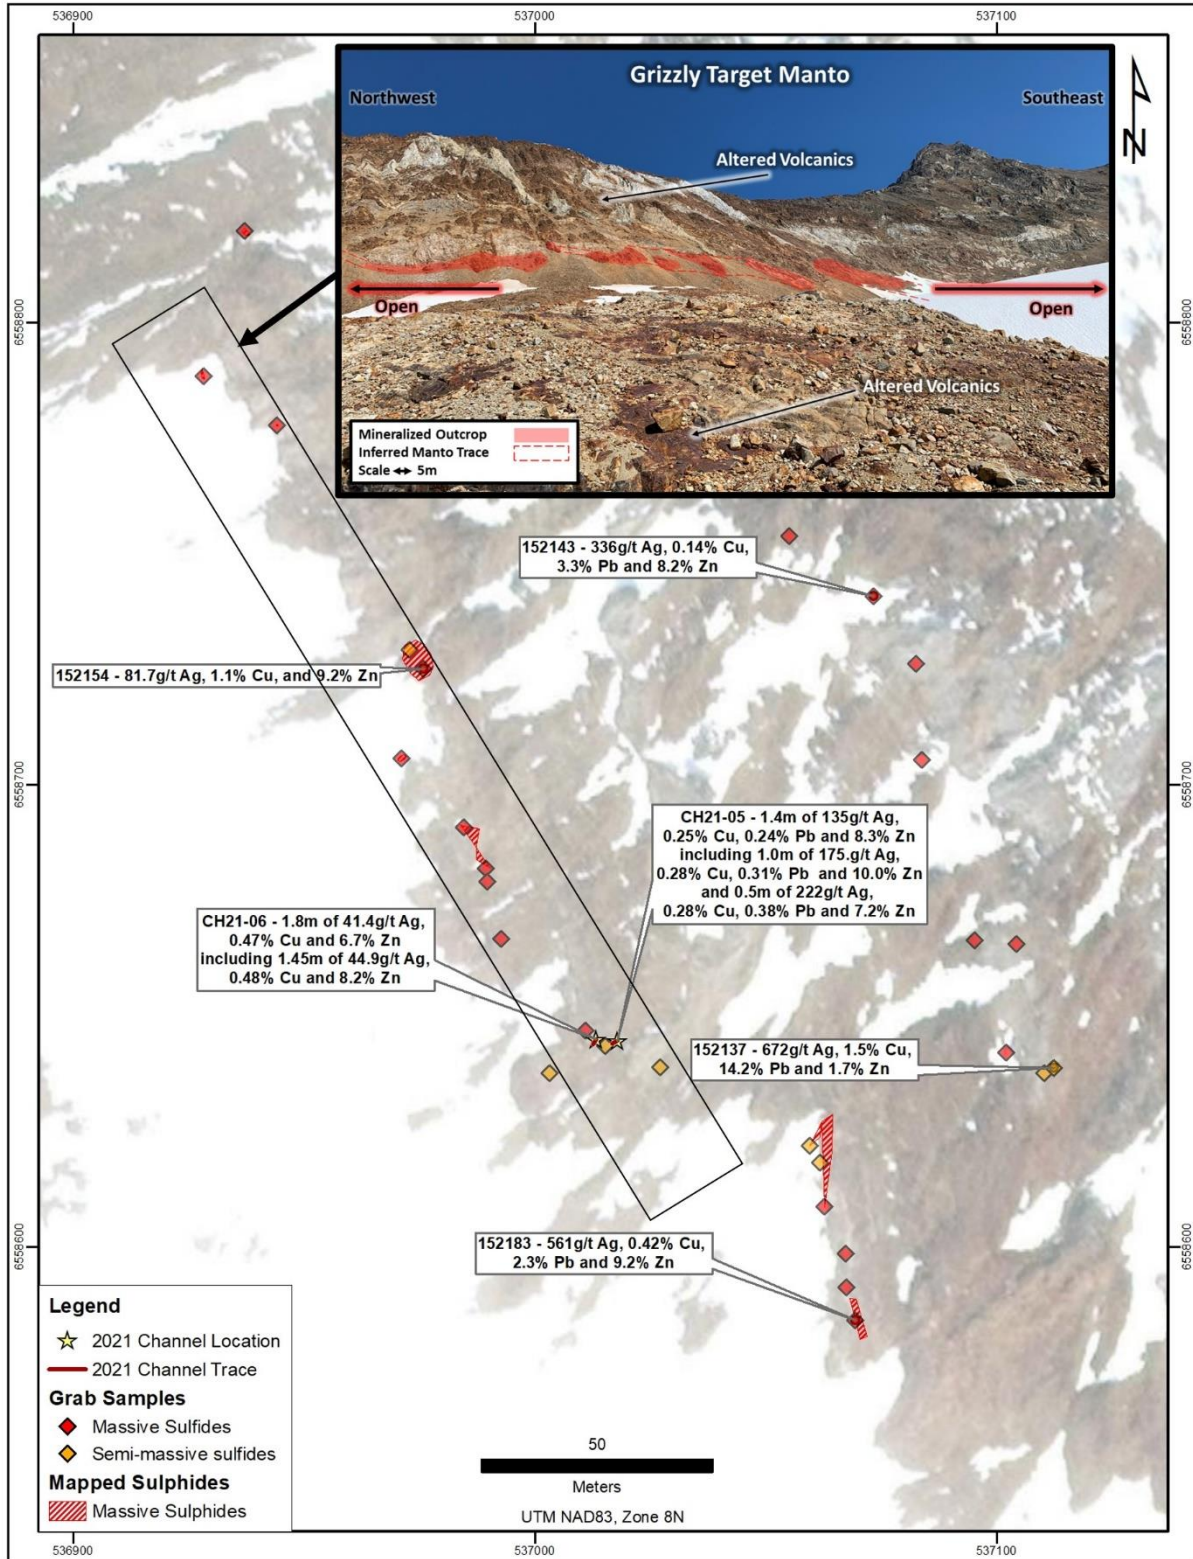 536900
537000
537100
Grizzly Target Manto
Northwest
Southeast
N
Altered Volcanics
Open
Open
Altered Volcanics
Mineralized Outcrop
Inferred Manto Trace
Scale 5m
6558800
6558800
152143 - 336g/t Ag, 0.14% Cu,
3.3% Pb and 8.2% Zn
152154 - 81.7g/t Ag, 1.1% Cu, and 9.2% Zn
6558700
6558700
CH21-05 - 1.4m of 135g/t Ag,
0.25% Cu, 0.24% Pb and 8.3% Zn
including 1.0m of 175.g/t Ag,
0.28% Cu, 0.31% Pb and 10.0% Zn
and 0.5m of 222g/t Ag,
0.28% Cu, 0.38% Pb and 7.2% Zn
CH21-06 - 1.8m of 41.4g/t Ag,
0.47% Cu and 6.7% Zn
including 1.45m of 44.9g/t Ag,
0.48% Cu and 8.2% Zn
152137 - 672g/t Ag, 1.5% Cu,
14.2% Pb and 1.7% Zn
152183 - 561g/t Ag, 0.42% Cu,
2.3% Pb and 9.2% Zn
6558600
6558600
Legend
2021 Channel Location
2021 Channel Trace
Grab Samples
Massive Sulfides
Semi-massive sulfides
Mapped Sulphides
Massive Sulphides
50
Meters
UTM NAD83, Zone 8N
536900
537000
537100